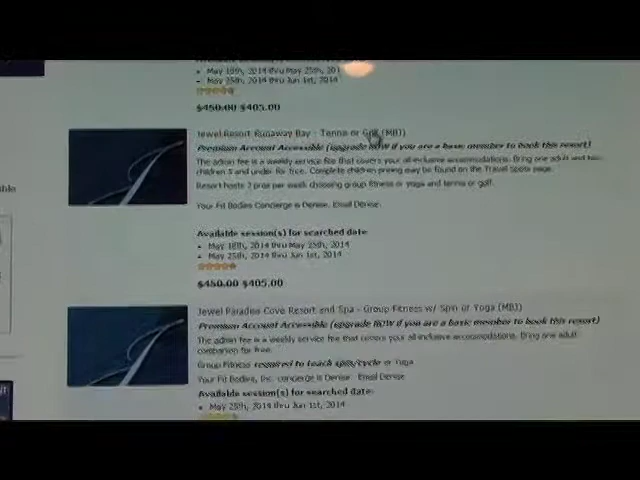 May 18th, 2014 thru May 25th, 201
May 25th, 2014 thru Jun 1st, 2014
$450.00 $405.00
Jewel Resort Runaway Bay - Tennis or Golf (MBJ)
Premium Account Accessible (upgrade NOW if you are a basic member to book this resort)
The admin fee is a weekly service fee that covers your all-inclusive accommodations. Bring one adult and two
children 5 and under for free. Complete children pricing may be found on the Travel Spots page.
Resort hosts 2 pros per week choosing group fitness or yoga and tennis or golf.
Your Fit Bodies Concierge is Denise. Email Denise.
Available session(s) for searched date
May 18th, 2014 thru May 25th, 2014
May 25th, 2014 thru Jun 1st, 2014
$450.00 $405.00
Jewel Paradise Cove Resort and Spa - Group Fitness w/ Spin or Yoga (MBJ)
Premium Account Accessible (upgrade NOW if you are a basic member to book this resort)
The admin fee is a weekly service fee that covers your all-inclusive accommodations. Bring one adult
companion for free.
Group Fitness required to teach spin/cycle or Yoga
Your Fit Bodies, Inc. concierge is Denise. Email Denise
Available session(s) for searched date:
May 25th, 2014 thru Jun 1st, 2014